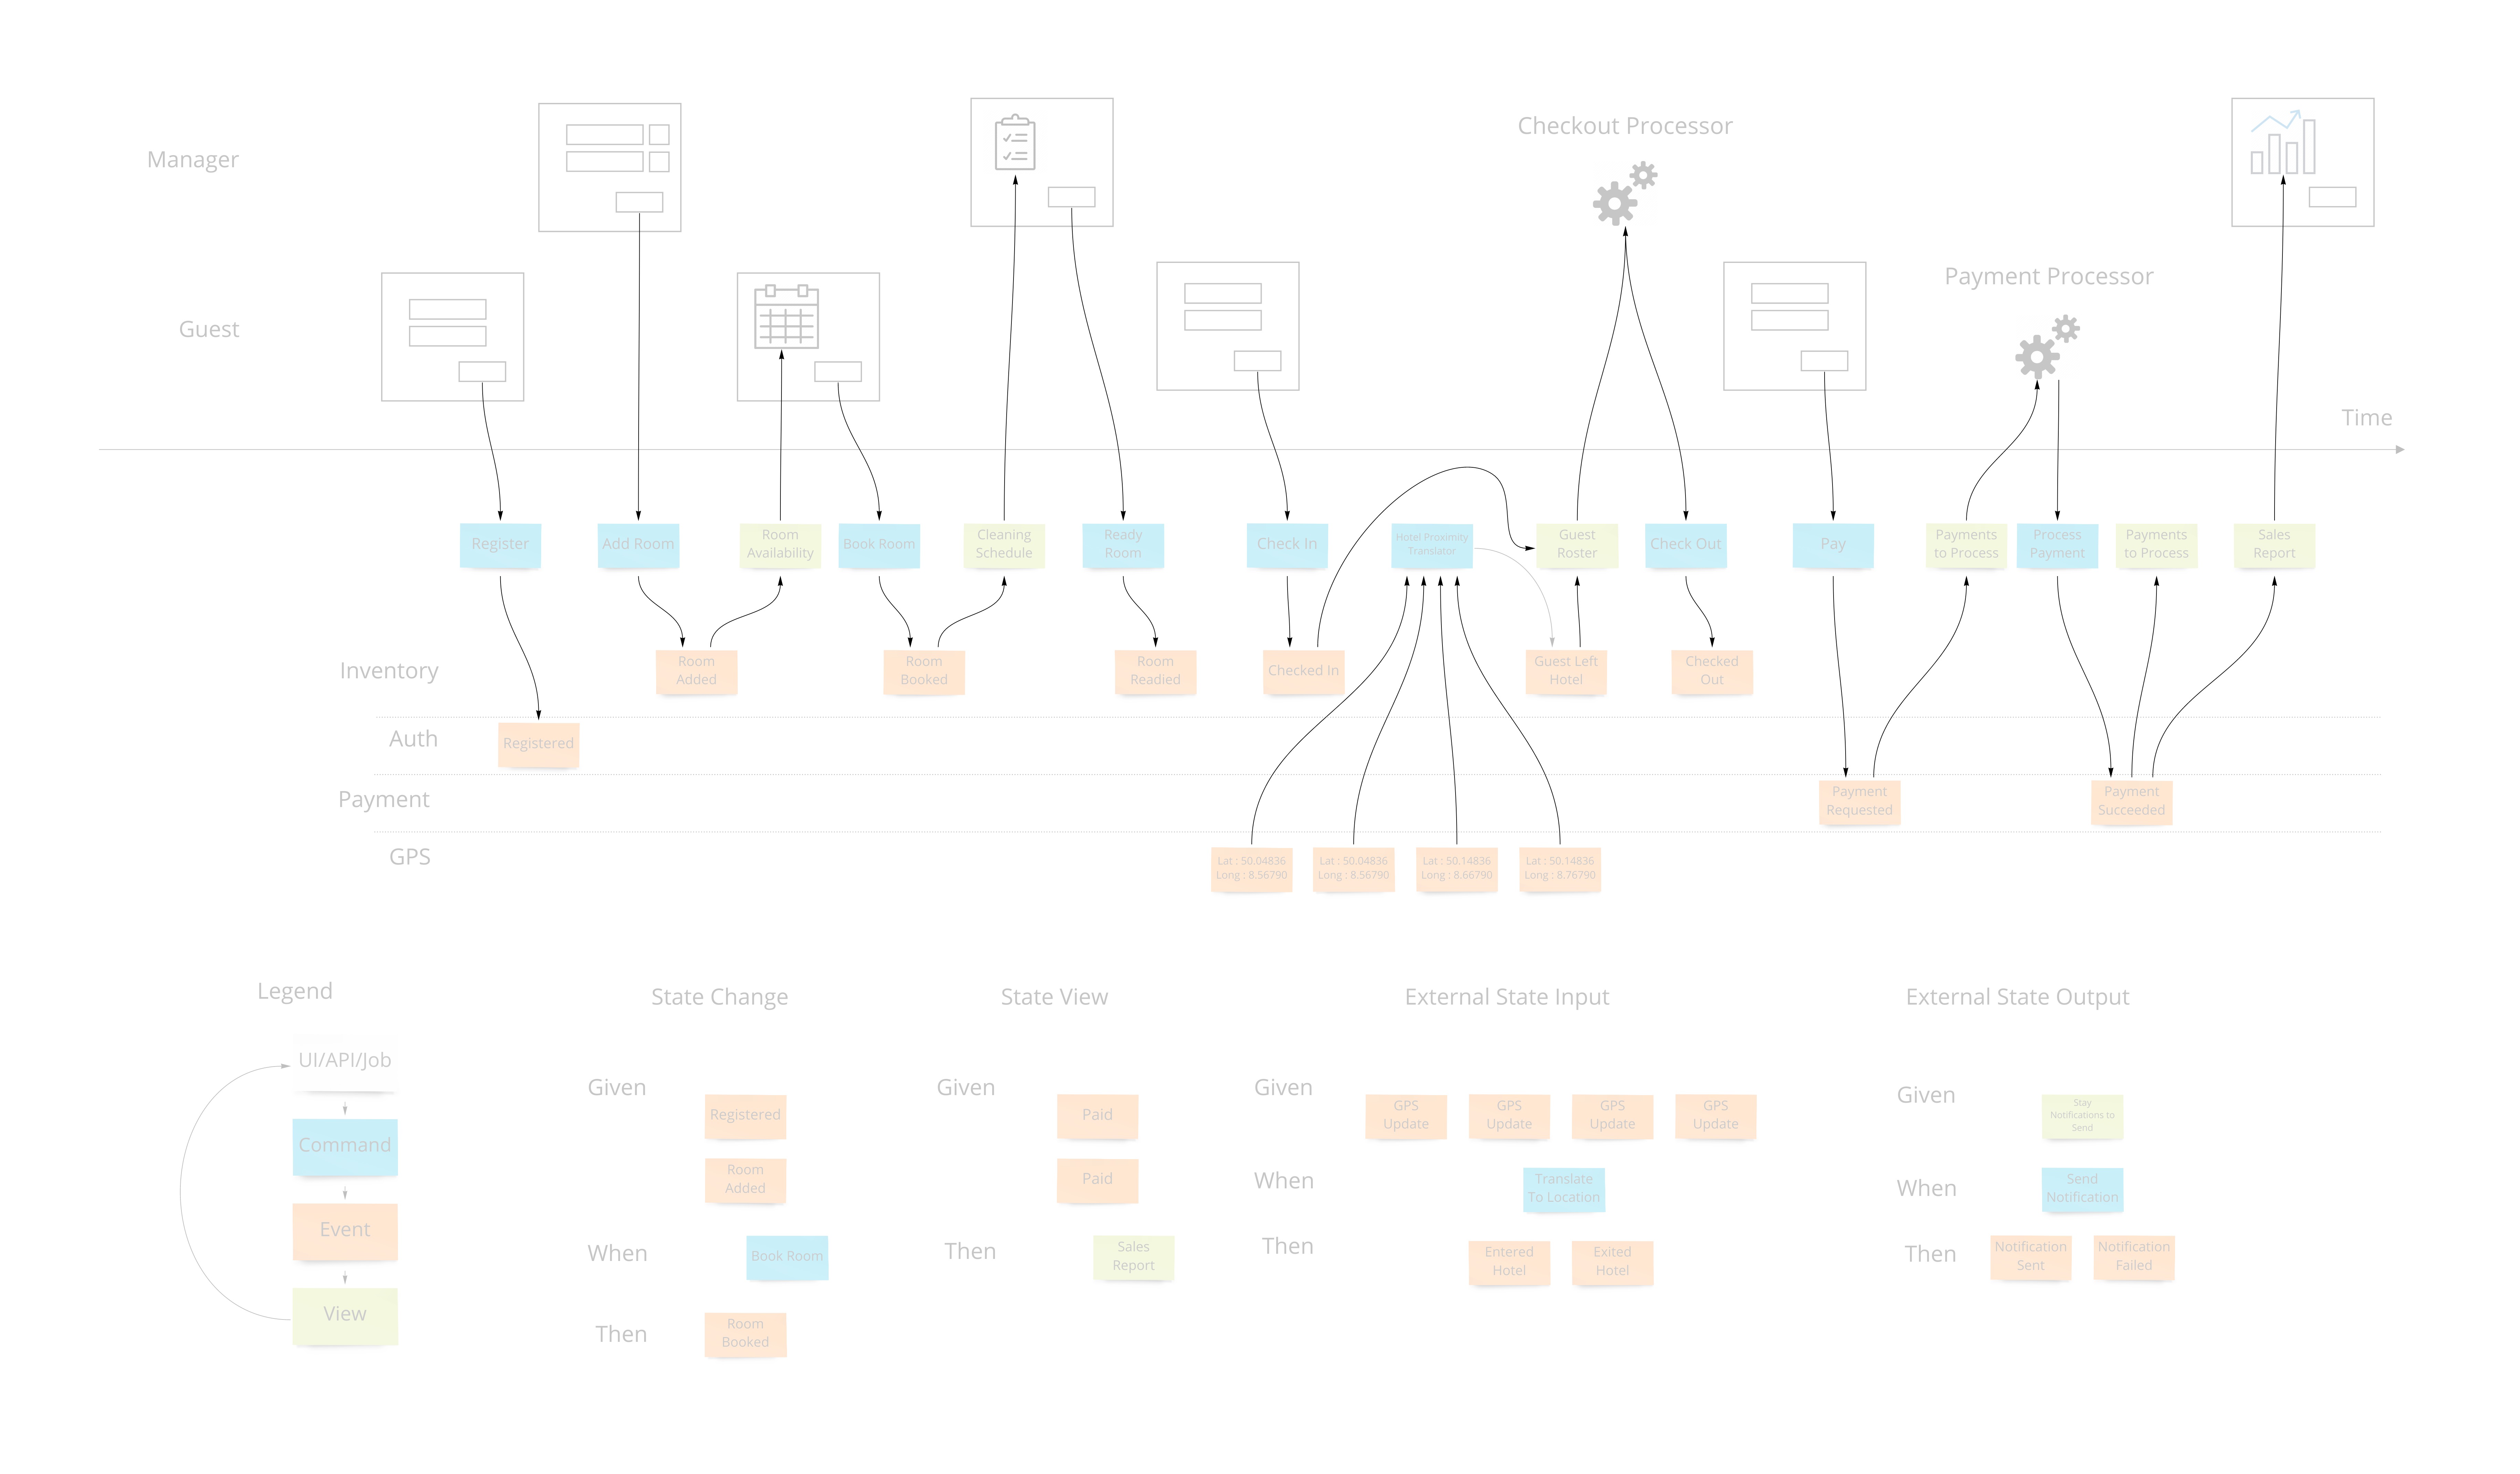 Checkout Processor
Manager
Payment Processor
Guest
Time
Register
Add Room
Room
Availability
Book Room
Cleaning
Schedule
Ready
Room
Check In
Hotel Proximity
Translator
Guest
Roster
Check Out
Pay
Payments
to Process
Process
Payment
Payments
to Process
Sales
Report
Inventory
Room
Added
Room
Booked
Room
Readied
Checked In
Guest Left
Hotel
Checked
Out
Auth
Registered
Payment
Payment
Requested
Payment
Succeeded
GPS
Lat : 50.04836
Long : 8.56790
Lat : 50.04836
Long : 8.56790
Lat : 50.14836
Long : 8.66790
Lat : 50.14836
Long : 8.76790
Legend
UI/API/Job
Command
Event
View
State Change
Given
Registered
Room
Added
When
Book Room
Then
Room
Booked
State View
Given
Paid
Paid
Then
Sales
Report
External State Input
Given
GPS
Update
GPS
Update
GPS
Update
GPS
Update
When
Translate
To Location
Then
Entered
Hotel
Exited
Hotel
External State Output
Given
Stay
Notifications to
Send
When
Send
Notification
Then
Notification
Sent
Notification
Failed